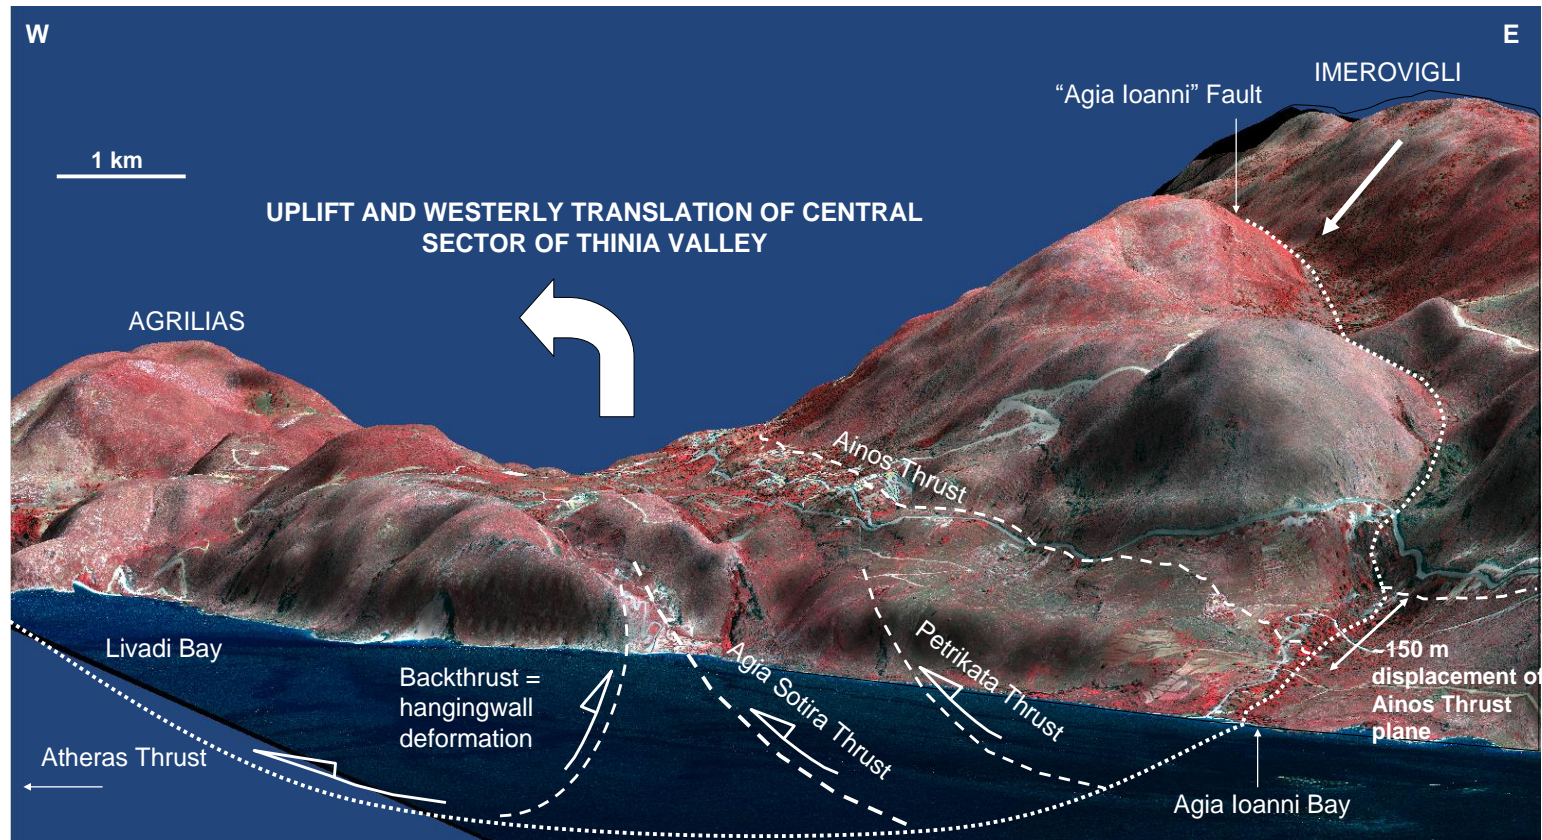 W
E
IMEROVIGLI
“Agia Ioanni” Fault
1 km
UPLIFT AND WESTERLY TRANSLATION OF CENTRAL
SECTOR OF THINIA VALLEY
AGRILIAS
Ainos Thrust
Livadi Bay
Backthrust =
hangingwall
deformation
Agia Sotira Thrust
Petrikata Thrust
~150 m
displacement of
Ainos Thrust
plane
Atheras Thrust
Agia Ioanni Bay